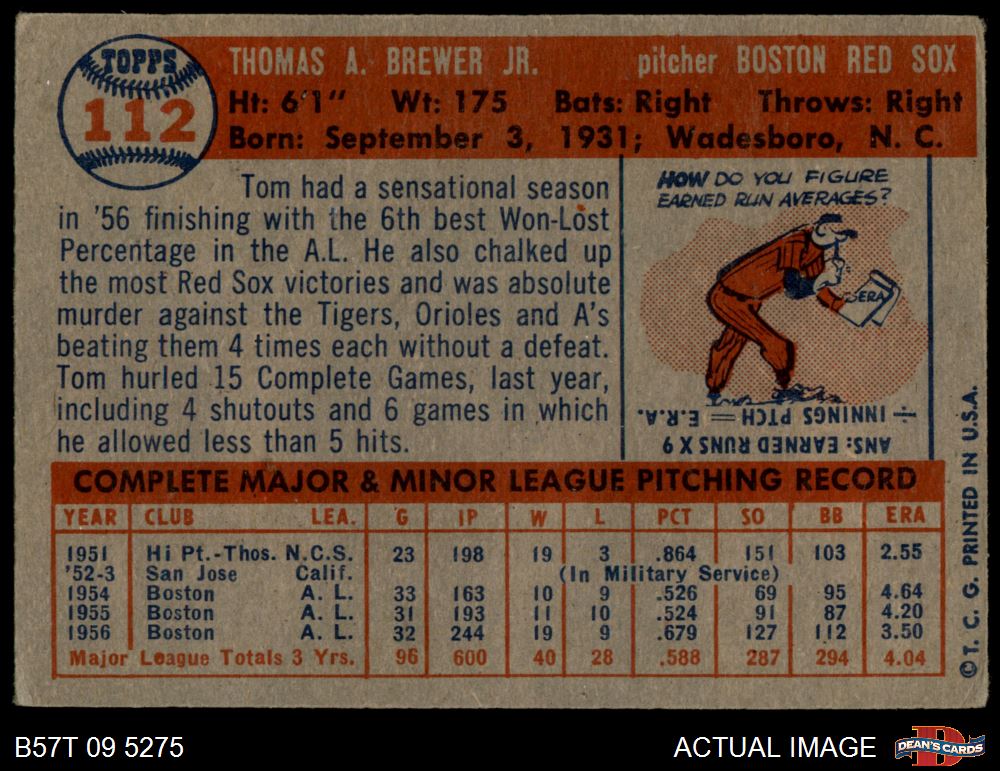 TOPPS
112
THOMAS A. BREWER JR. pitcher BOSTON RED SOX
Ht: 6'1" Wt: 175 Bats: Right Throws: Right
Born: September 3, 1931; Wadesboro, N. C.
Tom had a sensational season
in '56 finishing with the 6th best Won-Lost
Percentage in the A.L. He also chalked up
the most Red Sox victories and was absolute
murder against the Tigers, Orioles and A's
beating them 4 times each without a defeat.
Tom hurled 15 Complete Games, last year,
including 4 shutouts and 6 games in which
he allowed less than 5 hits.
HOW DO YOU FIGURE
EARNED RUN AVERAGES?
ERA
ANS: EARNED RUNS X 9
÷ INNINGS PTCH = E.R.A.
COMPLETE MAJOR & MINOR LEAGUE PITCHING RECORD
YEAR CLUB LEA. G IP W L PCT SO BB ERA
1951 Hi Pt.-Thos. N.C.S. 23 198 19 3 .864 151 103 2.55
'52-3 San Jose Calif. (In Military Service)
1954 Boston A. L. 33 163 10 9 .526 69 95 4.64
1955 Boston A. L. 31 193 11 10 .524 91 87 4.20
1956 Boston A. L. 32 244 19 9 .679 127 112 3.50
Major League Totals 3 Yrs. 96 600 40 28 .588 287 294 4.04
© T. C. G. PRINTED IN U.S.A.
B57T 09 5275 ACTUAL IMAGE
D
DEAN'S CARDS